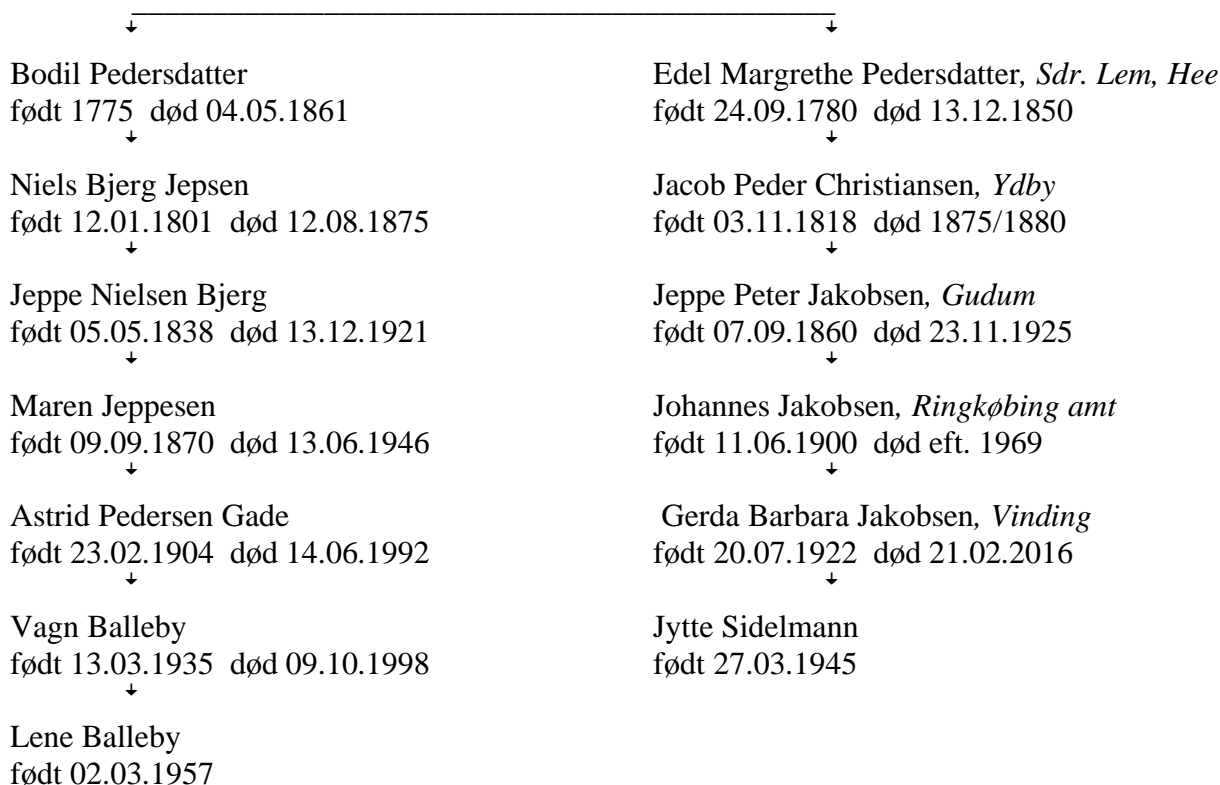 Bodil Pedersdatter
født 1775  død 04.05.1861
Niels Bjerg Jepsen
født 12.01.1801  død 12.08.1875
Jeppe Nielsen Bjerg
født 05.05.1838  død 13.12.1921
Maren Jeppesen
født 09.09.1870  død 13.06.1946
Astrid Pedersen Gade
født 23.02.1904  død 14.06.1992
Vagn Balleby
født 13.03.1935  død 09.10.1998
Lene Balleby
født 02.03.1957
Edel Margrethe Pedersdatter, Sdr. Lem, Hee
født 24.09.1780  død 13.12.1850
Jacob Peder Christiansen, Ydby
født 03.11.1818  død 1875/1880
Jeppe Peter Jakobsen, Gudum
født 07.09.1860  død 23.11.1925
Johannes Jakobsen, Ringkøbing amt
født 11.06.1900  død eft. 1969
Gerda Barbara Jakobsen, Vinding
født 20.07.1922  død 21.02.2016
Jytte Sidelmann
født 27.03.1945